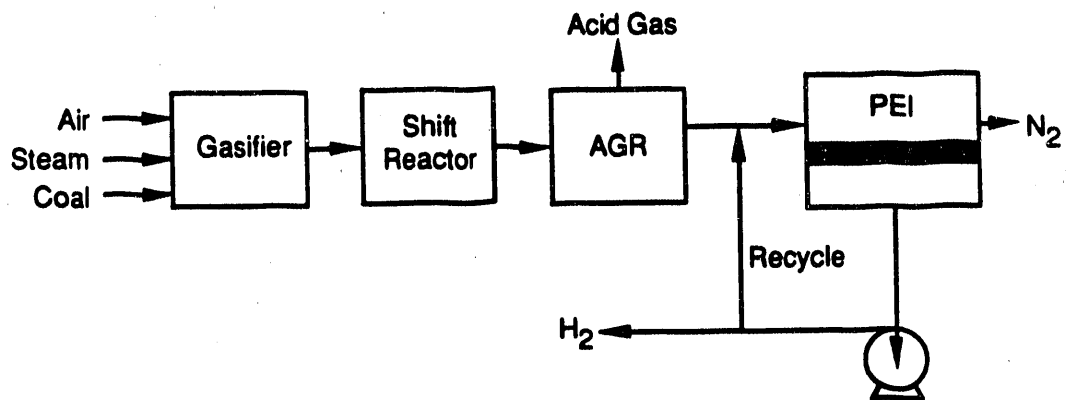 Acid Gas
Air
Steam
Coal
Gasifier
Shift
Reactor
AGR
PEI
N2
Recycle
H2